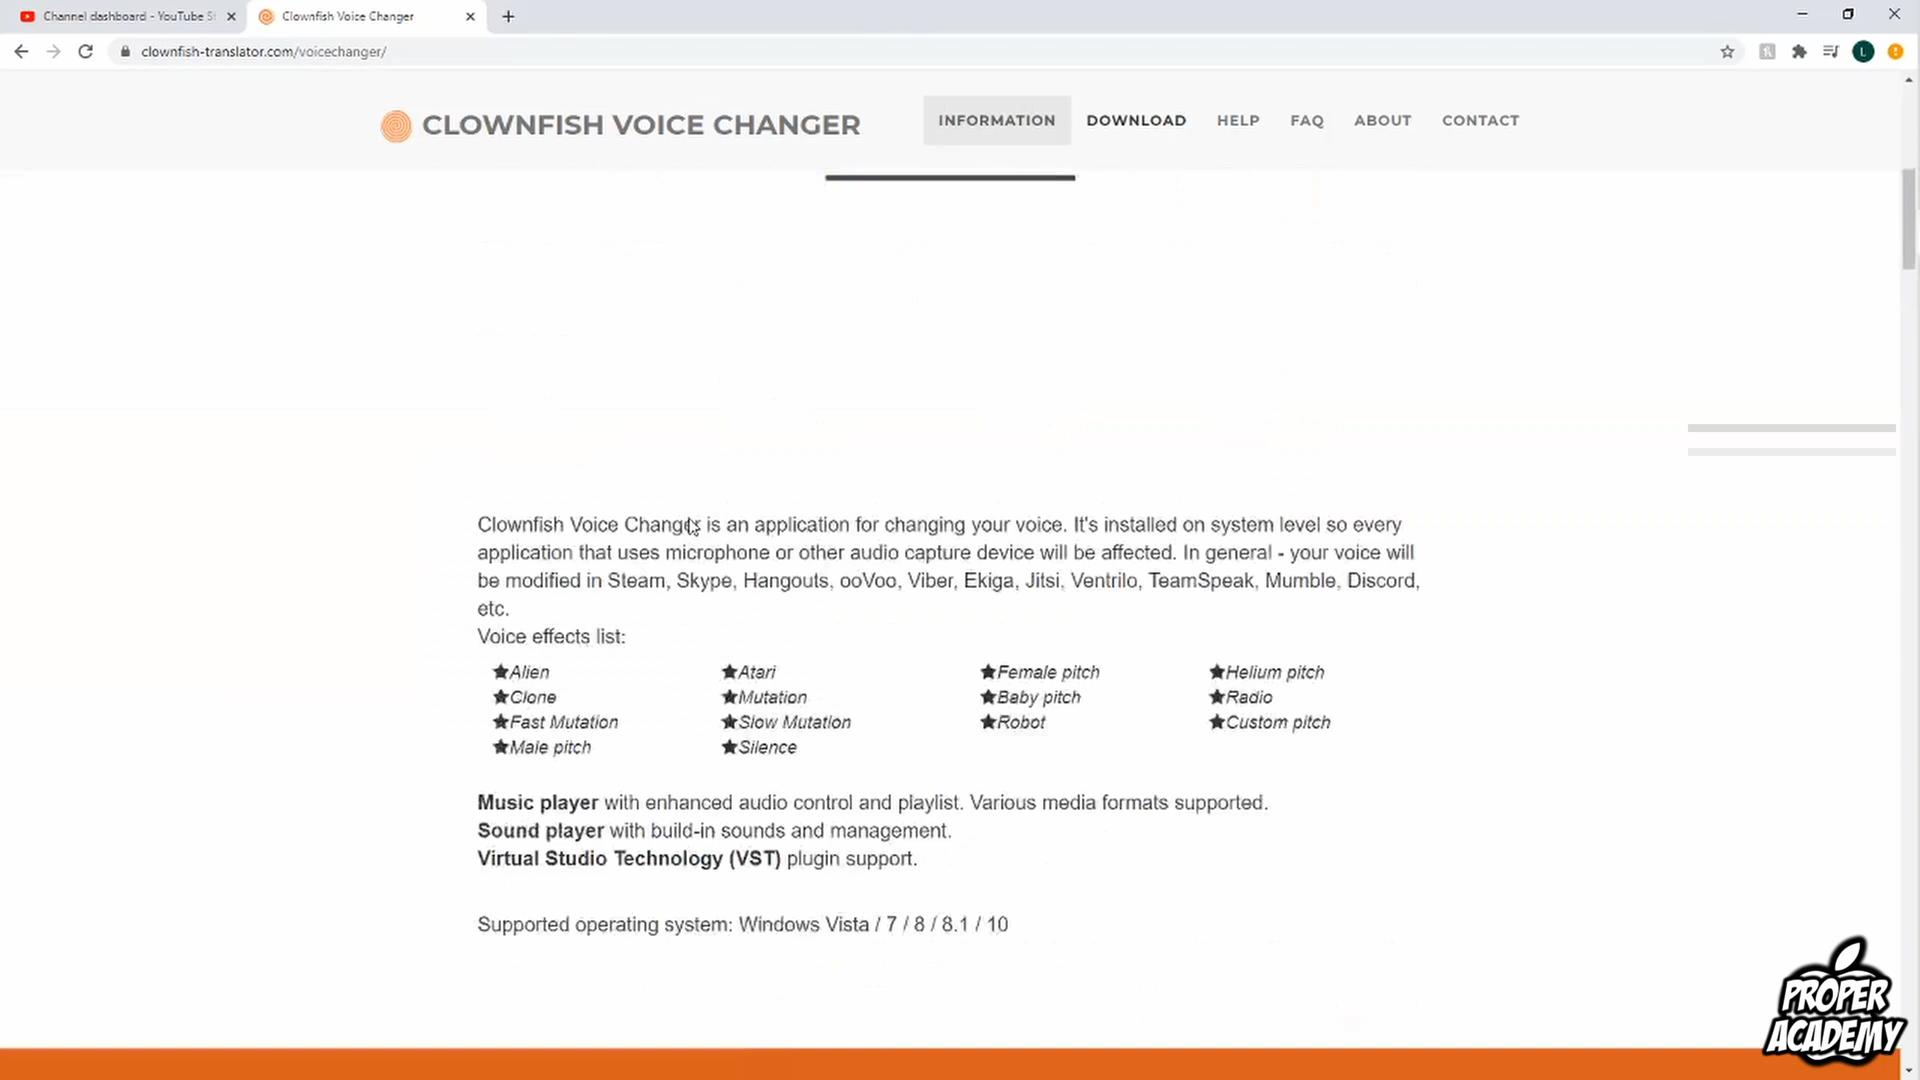 Channel dashboard - YouTube St
Clownfish Voice Changer
clownfish-translator.com/voicechanger/
L
CLOWNFISH VOICE CHANGER
INFORMATION DOWNLOAD HELP FAQ ABOUT CONTACT
Clownfish Voice Changer is an application for changing your voice. It's installed on system level so every
application that uses microphone or other audio capture device will be affected. In general - your voice will
be modified in Steam, Skype, Hangouts, ooVoo, Viber, Ekiga, Jitsi, Ventrilo, TeamSpeak, Mumble, Discord,
etc.
Voice effects list:
★Alien ★Atari ★Female pitch ★Helium pitch
★Clone ★Mutation ★Baby pitch ★Radio
★Fast Mutation ★Slow Mutation ★Robot ★Custom pitch
★Male pitch ★Silence
Music player with enhanced audio control and playlist. Various media formats supported.
Sound player with build-in sounds and management.
Virtual Studio Technology (VST) plugin support.
Supported operating system: Windows Vista / 7 / 8 / 8.1 / 10
PROPER
ACADEMY